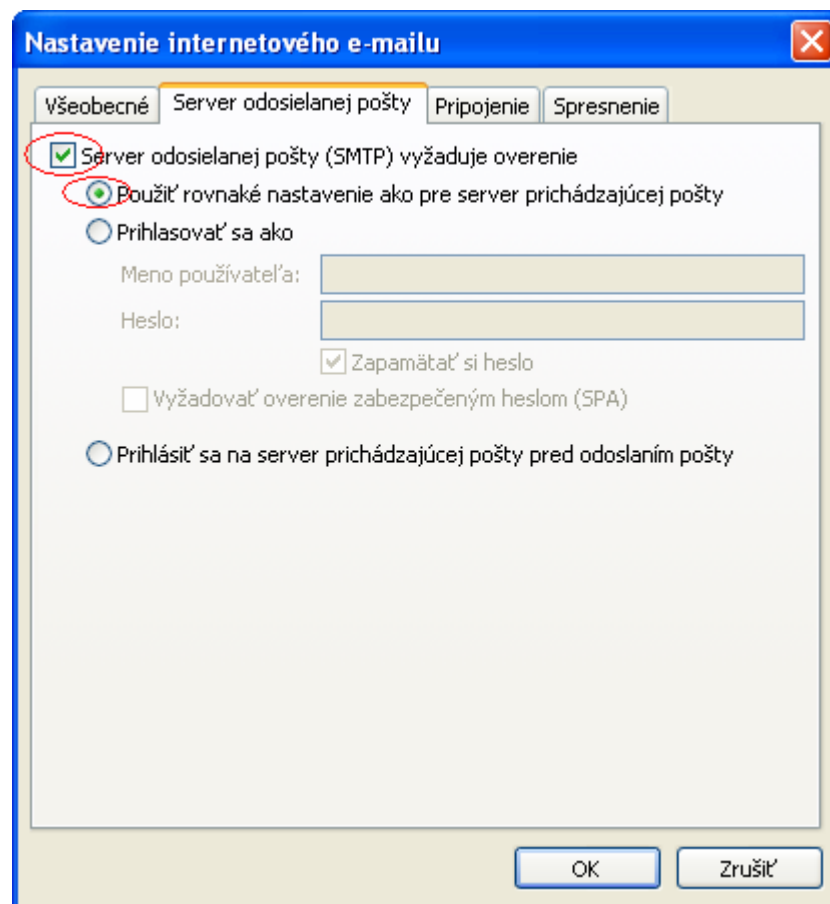 Nastavenie internetového e-mailu
Všeobecné Server odosielanej pošty Pripojenie Spresnenie
Server odosielanej pošty (SMTP) vyžaduje overenie
Použiť rovnaké nastavenie ako pre server prichádzajúcej pošty
Prihlasovať sa ako
Meno používateľa:
Heslo:
Zapamätať si heslo
Vyžadovať overenie zabezpečeným heslom (SPA)
Prihlásiť sa na server prichádzajúcej pošty pred odoslaním pošty
OK Zrušiť